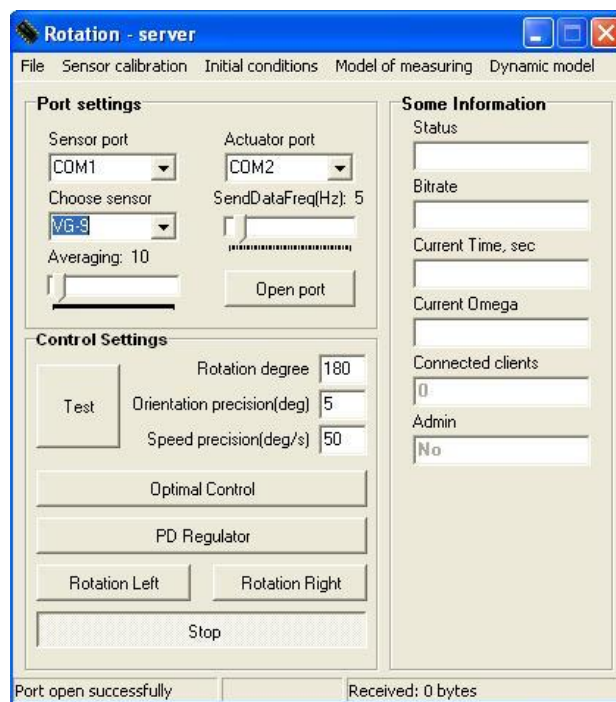 Rotation - server
File Sensor calibration Initial conditions Model of measuring Dynamic model
Port settings
Sensor port
Actuator port
COM1
COM2
Choose sensor
SendDataFreq(Hz): 5
VG-9
Averaging: 10
Open port
Control Settings
Test
Rotation degree 180
Orientation precision(deg) 5
Speed precision(deg/s) 50
Optimal Control
PD Regulator
Rotation Left
Rotation Right
Stop
Some Information
Status
Bitrate
Current Time, sec
Current Omega
Connected clients
0
Admin
No
Port open successfully
Received: 0 bytes